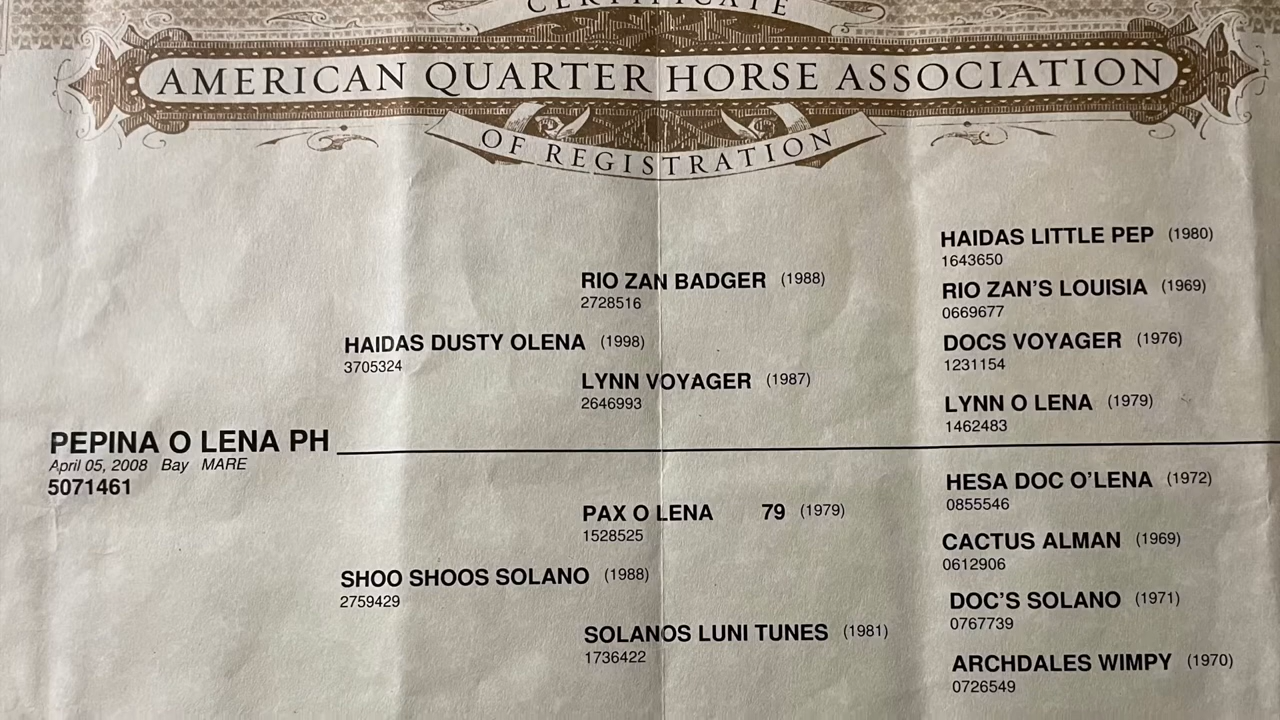 CERTIFICATE
AMERICAN QUARTER HORSE ASSOCIATION
OF REGISTRATION
HAIDAS LITTLE PEP (1980)
1643650
RIO ZAN BADGER (1988)
2728516
RIO ZAN'S LOUISIA (1969)
0669677
HAIDAS DUSTY OLENA (1998)
3705324
DOCS VOYAGER (1976)
1231154
LYNN VOYAGER (1987)
2646993
LYNN O LENA (1979)
1462483
PEPINA O LENA PH
April 05, 2008 Bay MARE
5071461
HESA DOC O'LENA (1972)
0855546
PAX O LENA 79 (1979)
1528525
CACTUS ALMAN (1969)
0612906
SHOO SHOOS SOLANO (1988)
2759429
DOC'S SOLANO (1971)
0767739
SOLANOS LUNI TUNES (1981)
1736422
ARCHDALES WIMPY (1970)
0726549